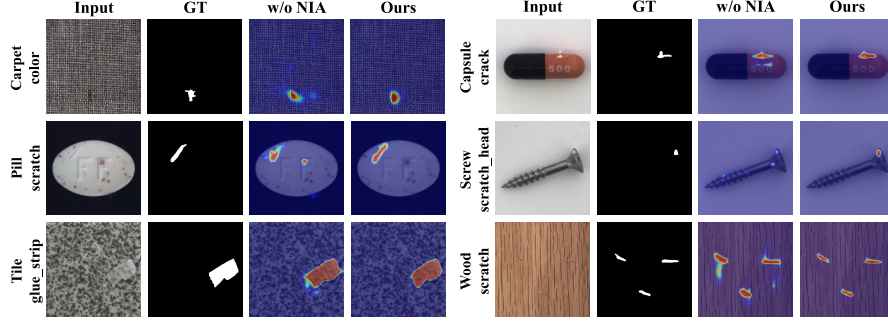 Input GT w/o NIA Ours Input GT w/o NIA Ours
Carpet
color
Capsule
crack
500
500
500
Pill
scratch
FF
Screw
scratch_head
Tile
glue_strip
Wood
scratch